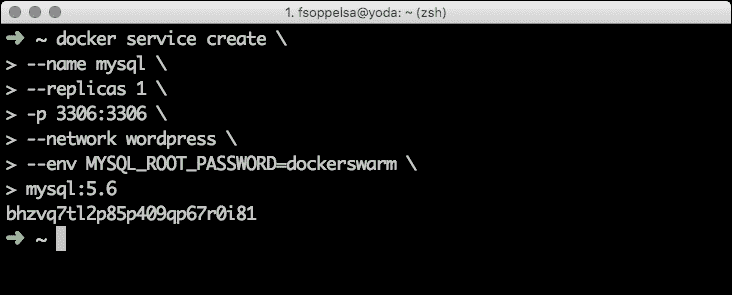 1. fsoppelsa@yoda: ~ (zsh)
➜ ~ docker service create \
> --name mysql \
> --replicas 1 \
> -p 3306:3306 \
> --network wordpress \
> --env MYSQL_ROOT_PASSWORD=dockerswarm \
> mysql:5.6
bhzvq7tl2p85p409qp67r0i81
➜ ~